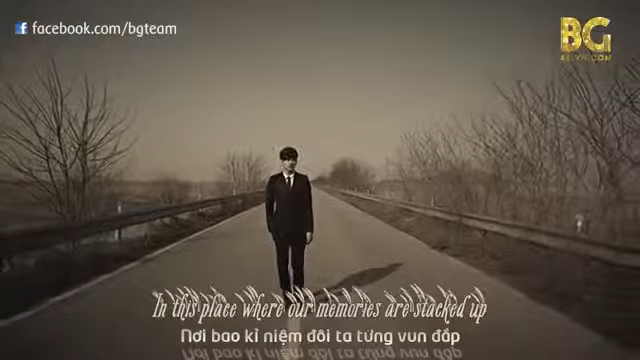 facebook.com/bgteam
BG
In this place where our memories are stacked up
Nơi bao kỉ niệm đôi ta từng vun đắp